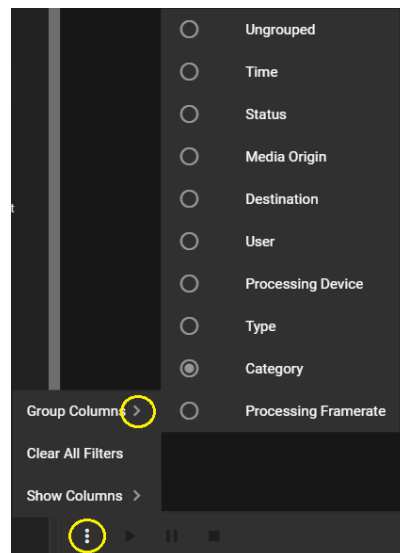 Ungrouped
Time
Status
Media Origin
Destination
User
Processing Device
Type
Category
Group Columns
Processing Framerate
Clear All Filters
Show Columns